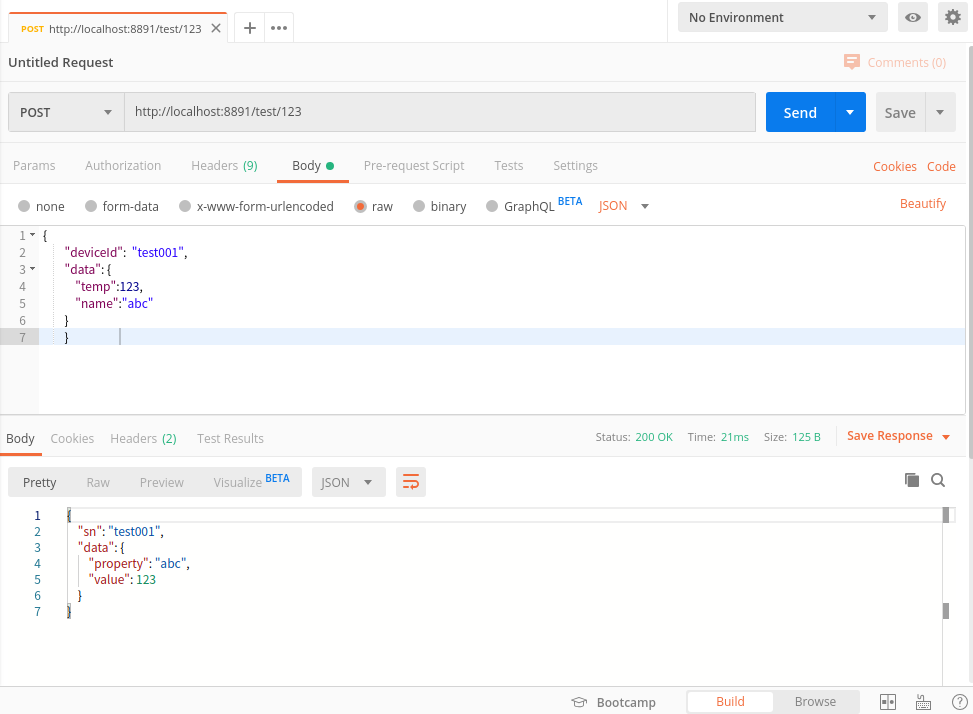 POST http://localhost:8891/test/123
No Environment
Untitled Request
Comments (0)
POST http://localhost:8891/test/123 Send Save
Params Authorization Headers (9) Body Pre-request Script Tests Settings Cookies Code
none form-data x-www-form-urlencoded raw binary GraphQL BETA JSON Beautify
1 {
2 "deviceId": "test001",
3 "data":{
4 "temp":123,
5 "name":"abc"
6 }
7 }
Body Cookies Headers (2) Test Results Status: 200 OK Time: 21ms Size: 125 B Save Response
Pretty Raw Preview Visualize BETA JSON
1 {
2 "sn": "test001",
3 "data": {
4 "property": "abc",
5 "value": 123
6 }
7 }
Bootcamp Build Browse